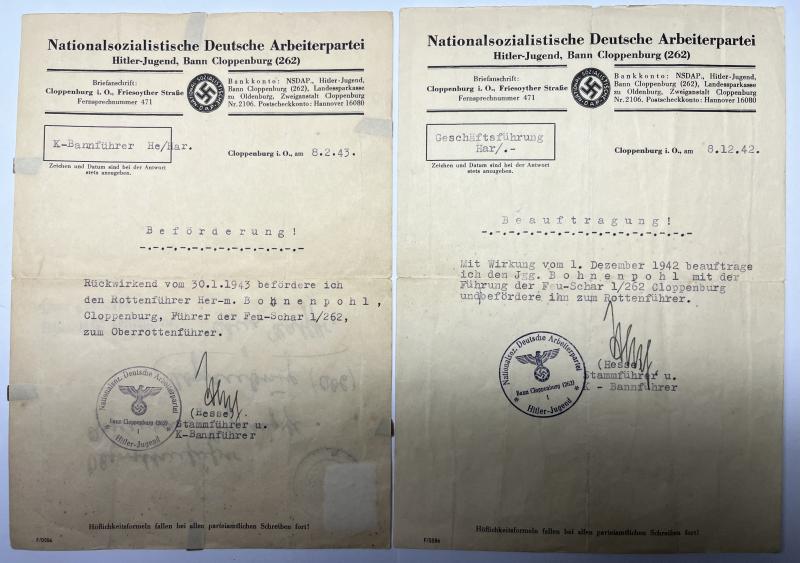 Nationalsozialistische Deutsche Arbeiterpartei
Hitler-Jugend, Bann Cloppenburg (262)
Briefanschrift:
Cloppenburg i. O., Friesoyther Straße
Fernsprechnummer 471
Bankkonto: NSDAP., Hitler-Jugend,
Bann Cloppenburg (262), Landessparkasse
zu Oldenburg, Zweiganstalt Cloppenburg
Nr. 2106. Postscheckkonto: Hannover 16080
K-Bannführer He/Har.
Zeichen und Datum sind bei der Antwort
stets anzugeben.
Cloppenburg i. O., am 8.2.43.
Beförderung!
-.-.-.-.-.-.-.-.-.-.-.-.-
Rückwirkend vom 30.1.1943 befördere ich
den Rottenführer Her-m. Bohnenpohl,
Cloppenburg, Führer der Feu-Schar 1/262,
zum Oberrottenführer.
Nationalsoz. Deutsche Arbeiterpartei
Bann Cloppenburg (262)
1
* Hitler-Jugend *
(Hesse)
Stammführer u.
K-Bannführer
Höflichkeitsformeln fallen bei allen parteiamtlichen Schreiben fort!
F/0086
Nationalsozialistische Deutsche Arbeiterpartei
Hitler-Jugend, Bann Cloppenburg (262)
Briefanschrift:
Cloppenburg i. O., Friesoyther Straße
Fernsprechnummer 471
Bankkonto: NSDAP., Hitler-Jugend,
Bann Cloppenburg (262), Landessparkasse
zu Oldenburg, Zweiganstalt Cloppenburg
Nr. 2106. Postscheckkonto: Hannover 16080
Geschäftsführung
Har/.-
Zeichen und Datum sind bei der Antwort
stets anzugeben.
Cloppenburg i. O., am 8.12.42.
Beauftragung!
-.-.-.-.-.-.-.-.-.-.-.-.-.-.-.-
Mit Wirkung vom 1. Dezember 1942 beauftrage
ich den Jgg. Bohnenpohl mit der
Führung der Feu-Schar 1/262 Cloppenburg
und befördere ihn zum Rottenführer.
Nationalsoz. Deutsche Arbeiterpartei
Bann Cloppenburg (262)
1
* Hitler-Jugend *
(Hesse)
Stammführer u.
K - Bannführer
Höflichkeitsformeln fallen bei allen parteiamtlichen Schreiben fort!
F/0086